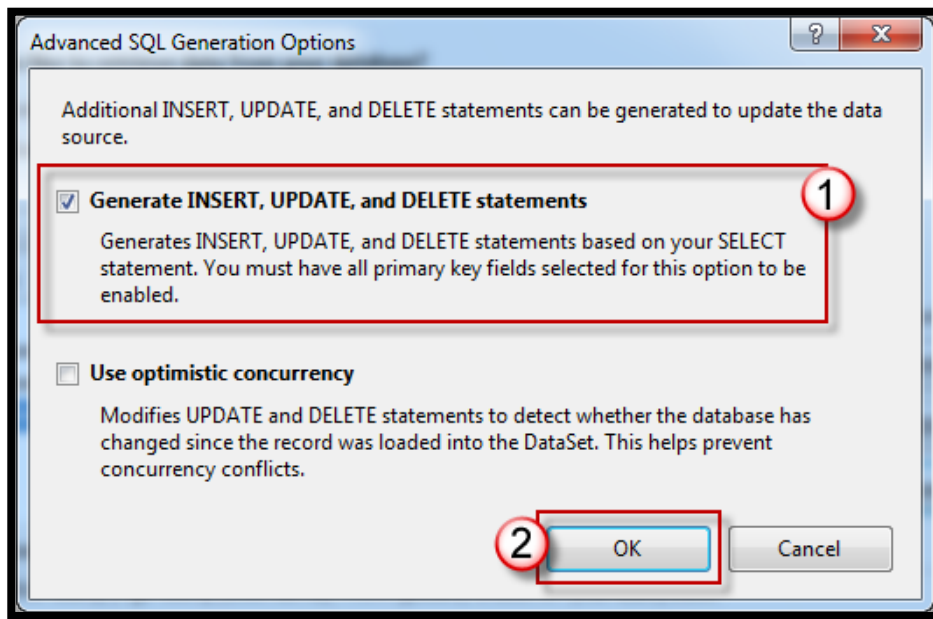 Advanced SQL Generation Options
Additional INSERT, UPDATE, and DELETE statements can be generated to update the data
source.
1
Generate INSERT, UPDATE, and DELETE statements
Generates INSERT, UPDATE, and DELETE statements based on your SELECT
statement. You must have all primary key fields selected for this option to be
enabled.
Use optimistic concurrency
Modifies UPDATE and DELETE statements to detect whether the database has
changed since the record was loaded into the DataSet. This helps prevent
concurrency conflicts.
2
OK
Cancel